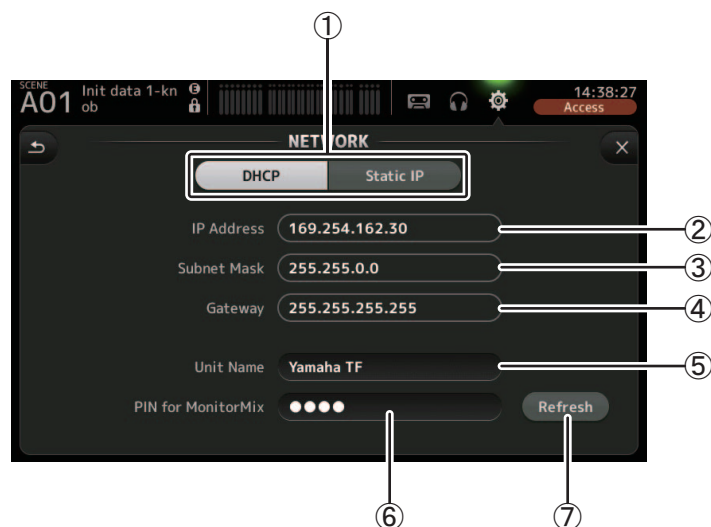 ①
SCENE
A01 Init data 1-kn
ob
E
14:38:27
Access
NETWORK
DHCP Static IP
IP Address 169.254.162.30 ②
Subnet Mask 255.255.0.0 ③
Gateway 255.255.255.255 ④
Unit Name Yamaha TF ⑤
PIN for MonitorMix ●●●● Refresh
⑥ ⑦